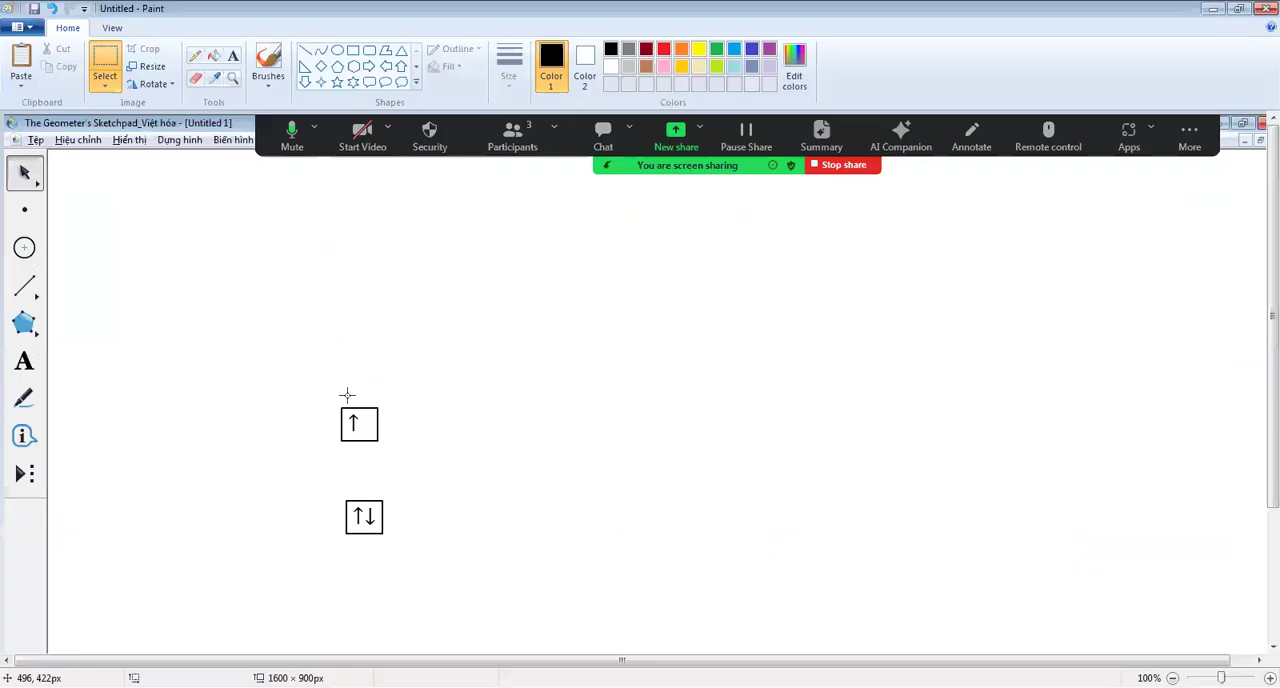 Untitled - Paint
Home View
Paste
Cut
Copy
Clipboard
Select
Crop
Resize
Rotate
Image
Tools
Brushes
Outline
Fill
Shapes
Size
Color 1
Color 2
Edit colors
Colors
The Geometer's Sketchpad_Việt hóa - [Untitled 1]
Tệp Hiệu chỉnh Hiển thị Dựng hình Biến hình
Mute Start Video Security Participants 3 Chat New share Pause Share Summary AI Companion Annotate Remote control Apps More
You are screen sharing Stop share
A
↑
↑↓
496, 422px 1600 × 900px 100%